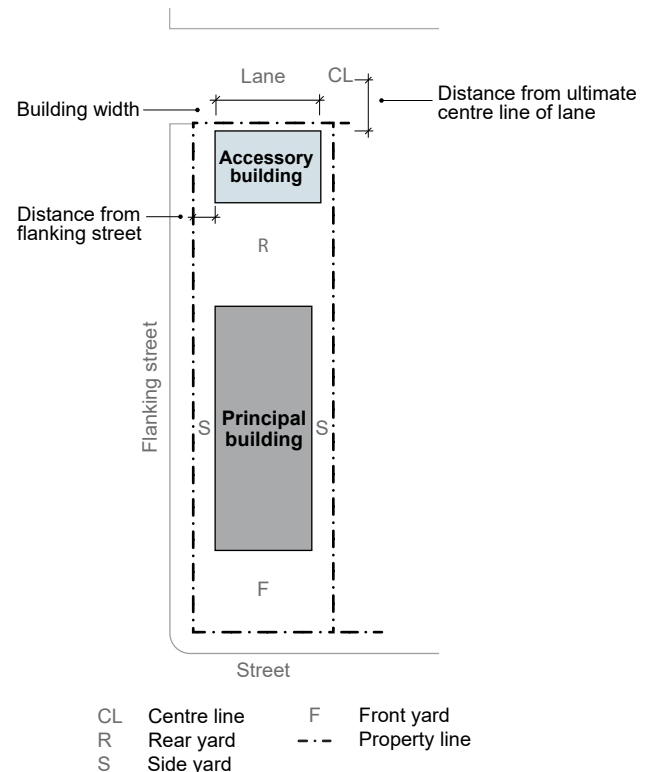 Lane
CL
Distance from ultimate
centre line of lane
Building width
Accessory
building
Distance from
flanking street
R
Flanking street
S
Principal
building
S
F
Street
CL Centre line
R Rear yard
S Side yard
F Front yard
Property line